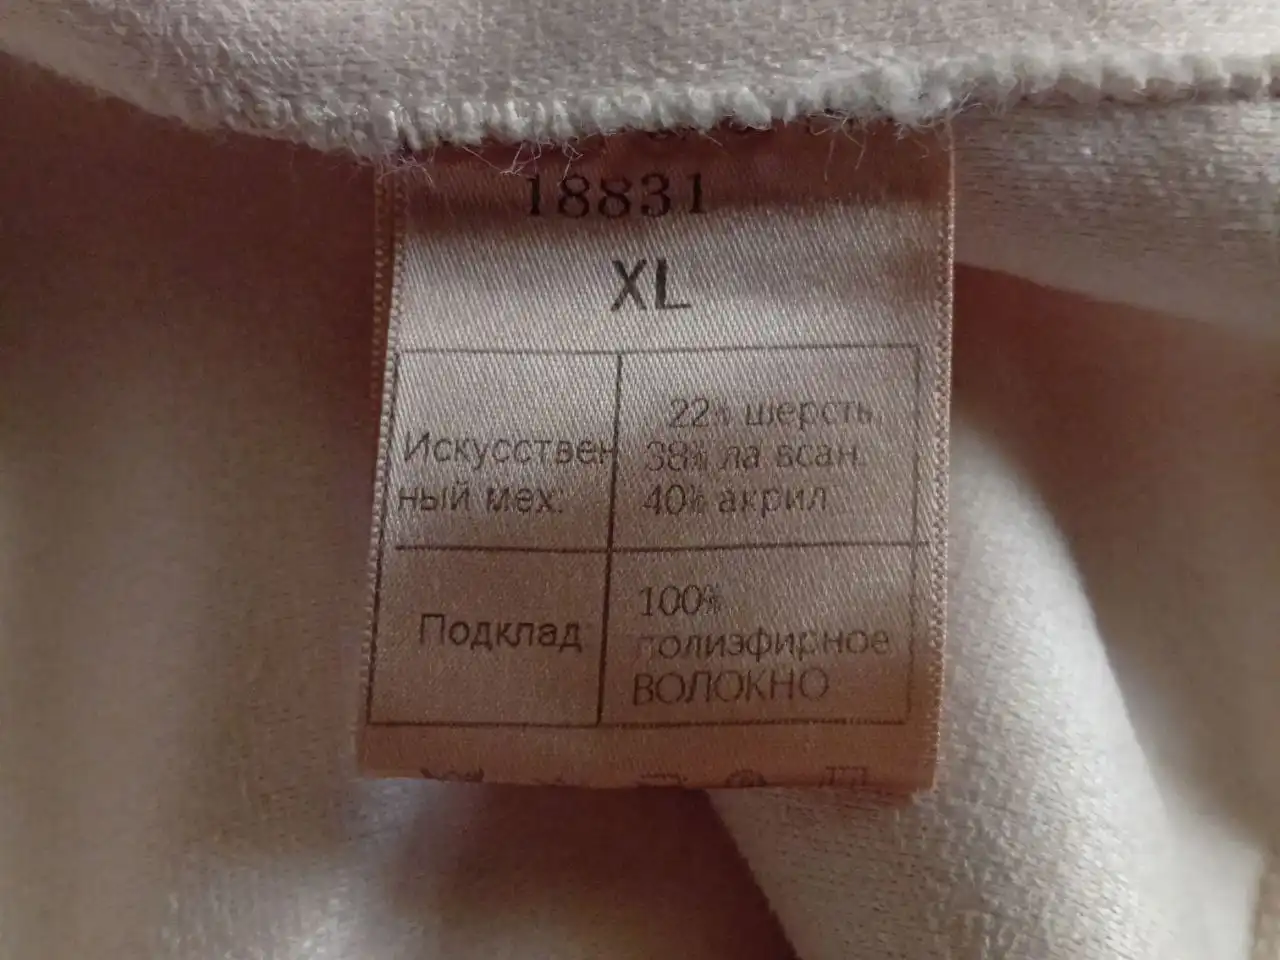 18831
XL
Искусствен
ный мех:
22% шерсть
38% ла всан.
40% акрил
Подклад
100%
полиэфирное
ВОЛОКНО